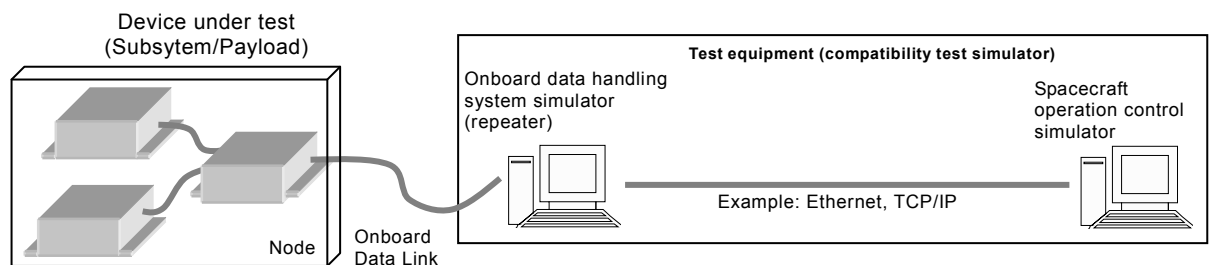 Device under test
(Subsytem/Payload)
Node
Onboard
Data Link
Test equipment (compatibility test simulator)
Onboard data handling
system simulator
(repeater)
Example: Ethernet, TCP/IP
Spacecraft
operation control
simulator